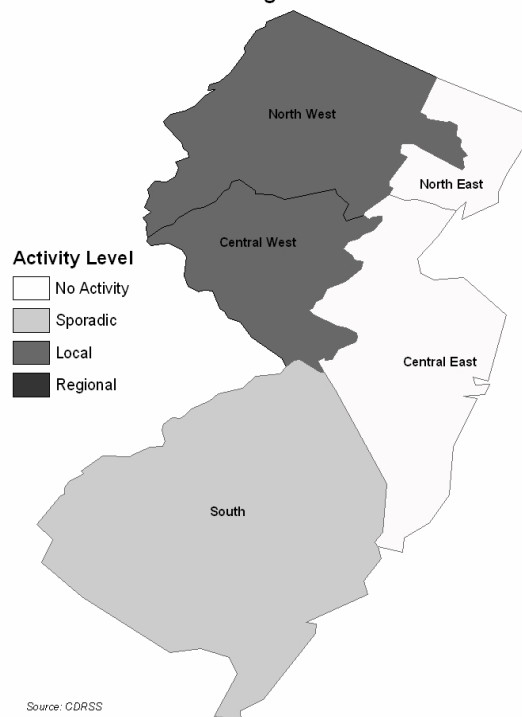 North West
North East
Central West
Activity Level
No Activity
Sporadic
Local
Regional
Central East
South
Source: CDRSS